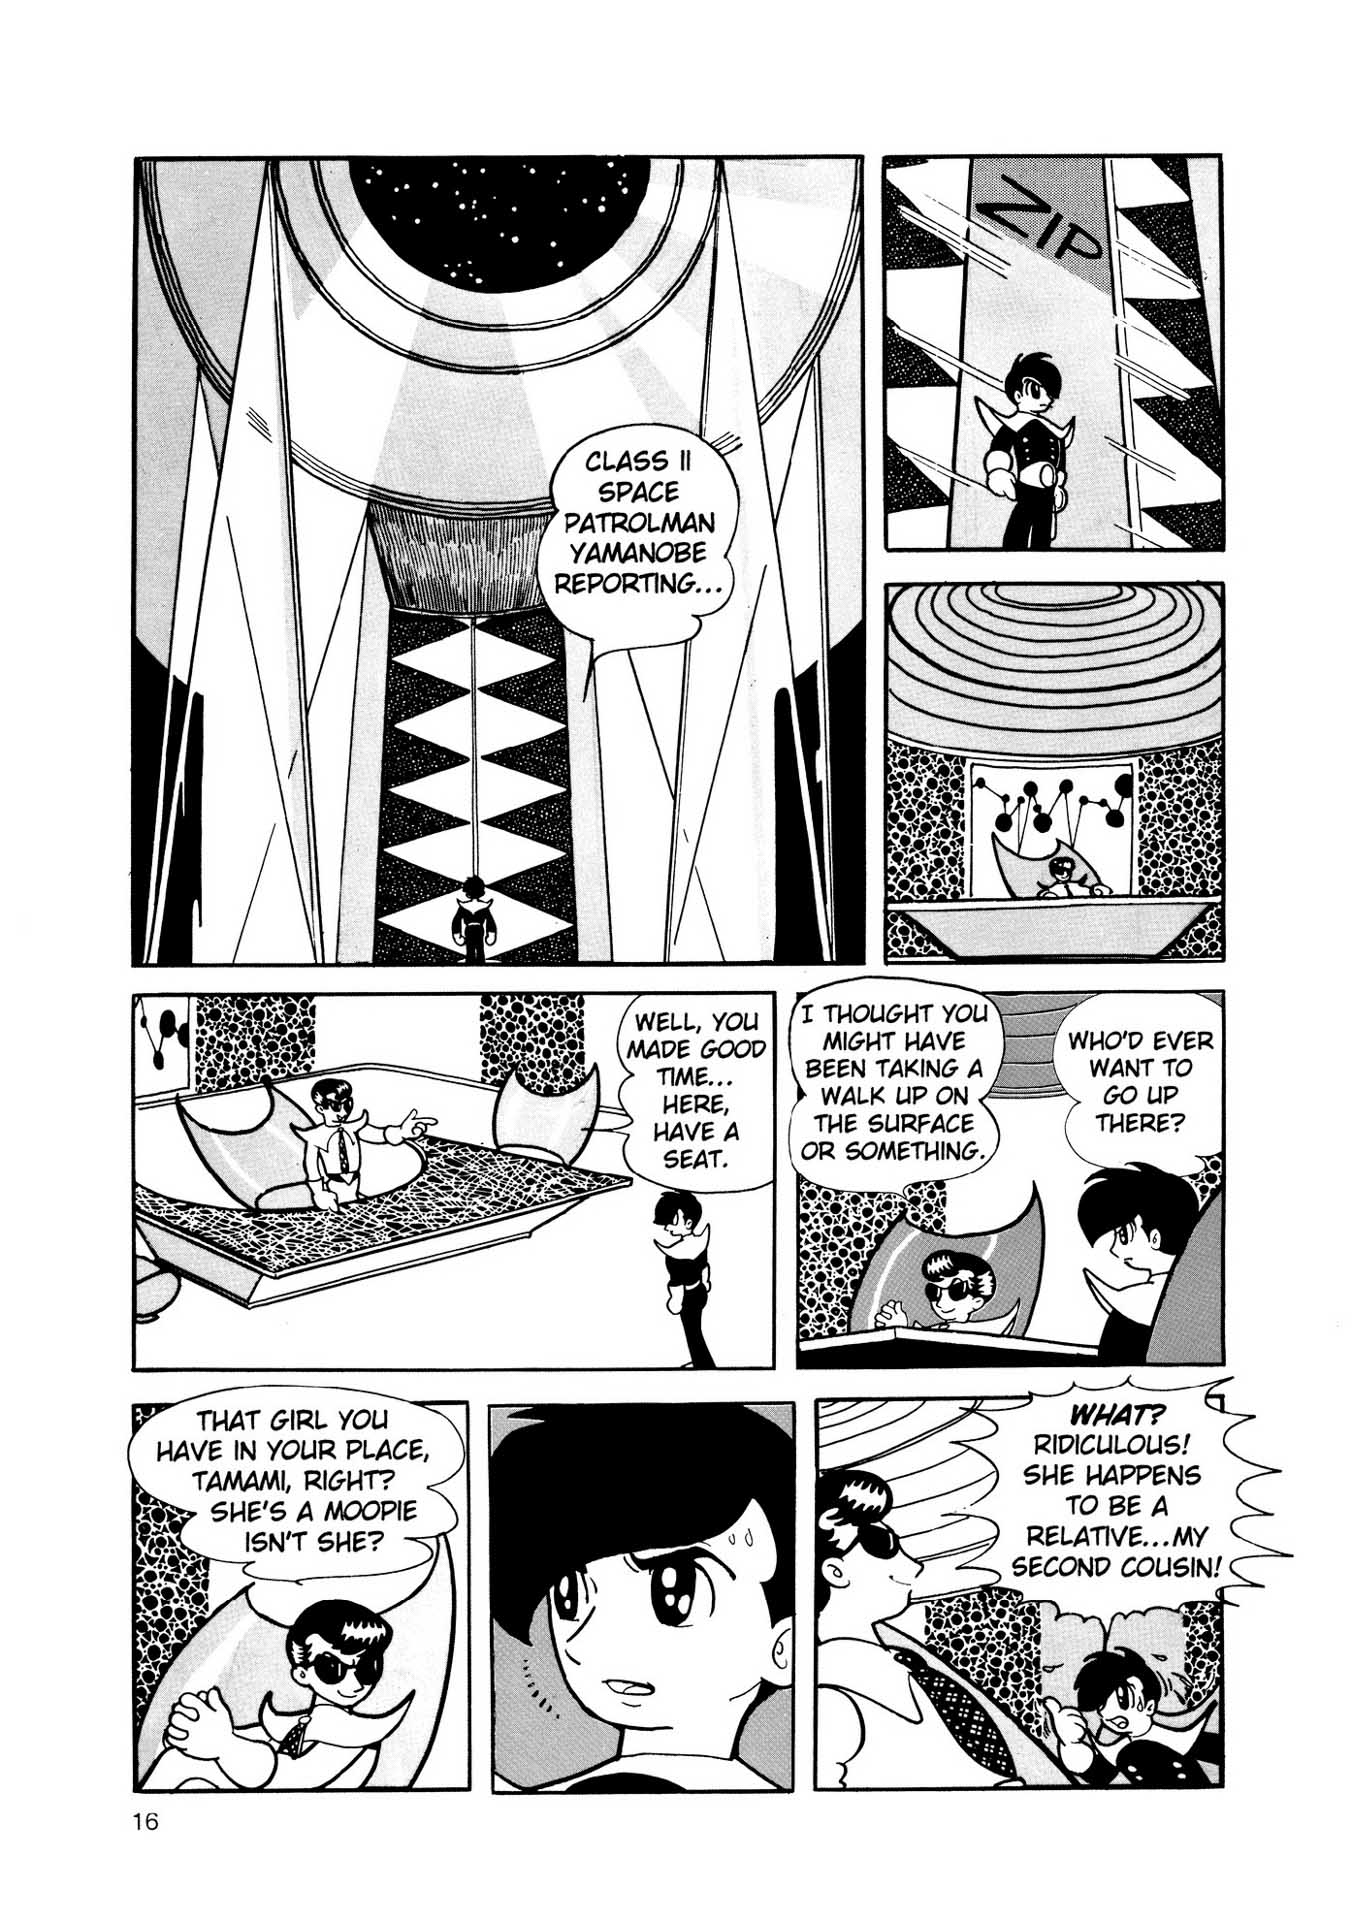 CLASS II
SPACE
PATROLMAN
YAMANOBE
REPORTING...
ZIP
WELL, YOU
MADE GOOD
TIME...
HERE,
HAVE A
SEAT.
I THOUGHT YOU
MIGHT HAVE
BEEN TAKING A
WALK UP ON
THE SURFACE
OR SOMETHING.
WHO'D EVER
WANT TO
GO UP
THERE?
THAT GIRL YOU
HAVE IN YOUR PLACE,
TAMAMI, RIGHT?
SHE'S A MOOPIE
ISN'T SHE?
WHAT?
RIDICULOUS!
SHE HAPPENS
TO BE A
RELATIVE...MY
SECOND COUSIN!
16